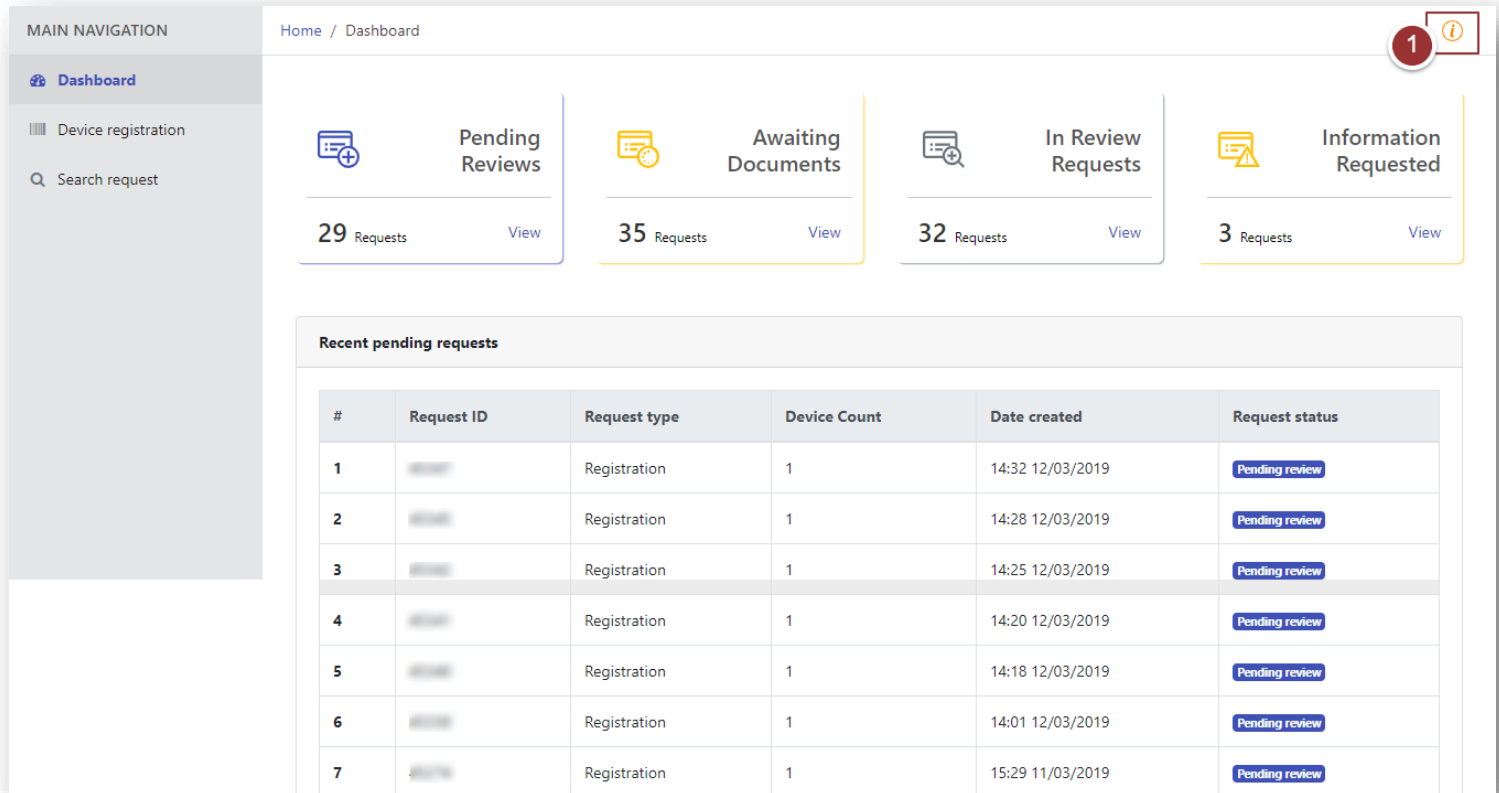 MAIN NAVIGATION
Home / Dashboard
i
1
Dashboard
Device registration
Search request
Pending
Reviews
29 Requests View
Awaiting
Documents
35 Requests View
In Review
Requests
32 Requests View
Information
Requested
3 Requests View
Recent pending requests
# Request ID Request type Device Count Date created Request status
1 Registration 1 14:32 12/03/2019 Pending review
2 Registration 1 14:28 12/03/2019 Pending review
3 Registration 1 14:25 12/03/2019 Pending review
4 Registration 1 14:20 12/03/2019 Pending review
5 Registration 1 14:18 12/03/2019 Pending review
6 Registration 1 14:01 12/03/2019 Pending review
7 Registration 1 15:29 11/03/2019 Pending review